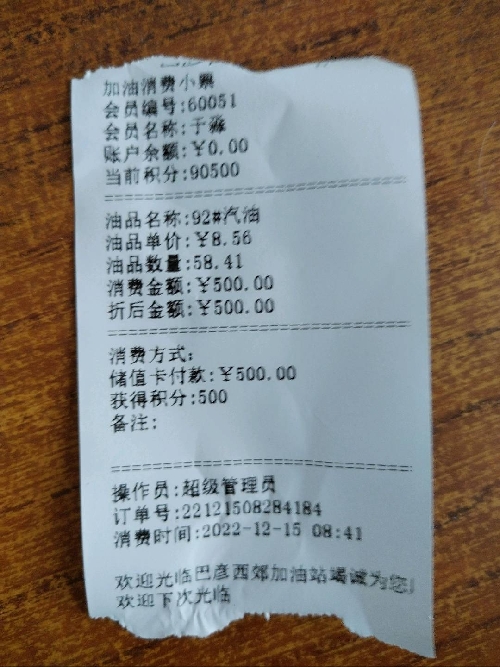 加油消费小票
会员编号:60051
会员名称:于淼
账户余额:¥0.00
当前积分:90500
油品名称:92#汽油
油品单价:¥8.56
油品数量:58.41
消费金额:¥500.00
折后金额:¥500.00
消费方式:
储值卡付款:¥500.00
获得积分:500
备注:
操作员:超级管理员
订单号:22121508284184
消费时间:2022-12-15 08:41
欢迎光临巴彦西郊加油站竭诚为您
欢迎下次光临